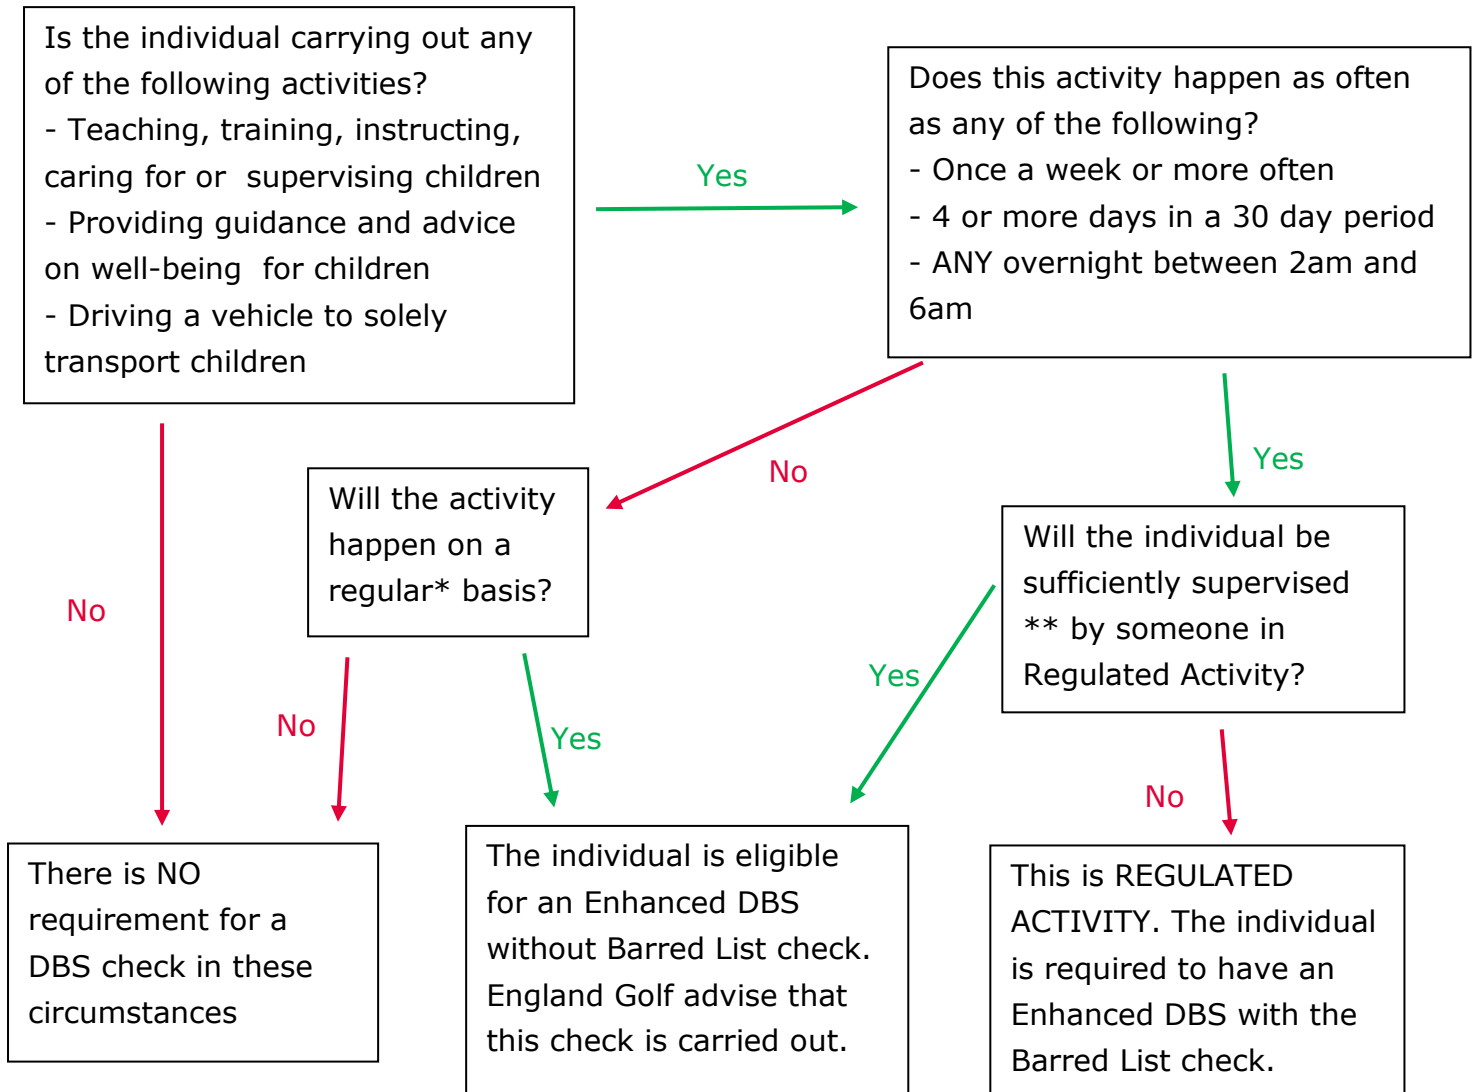 Is the individual carrying out any
of the following activities?
- Teaching, training, instructing,
caring for or  supervising children
- Providing guidance and advice
on well-being  for children
- Driving a vehicle to solely
transport children
Yes
Does this activity happen as often
as any of the following?
- Once a week or more often
- 4 or more days in a 30 day period
- ANY overnight between 2am and
6am
No
Yes
No
Will the activity
happen on a
regular* basis?
Will the individual be
sufficiently supervised
** by someone in
Regulated Activity?
No
Yes
Yes
No
There is NO
requirement for a
DBS check in these
circumstances
The individual is eligible
for an Enhanced DBS
without Barred List check.
England Golf advise that
this check is carried out.
This is REGULATED
ACTIVITY. The individual
is required to have an
Enhanced DBS with the
Barred List check.